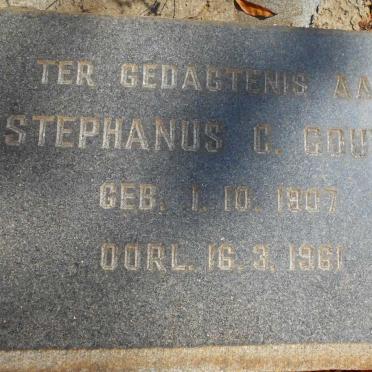 TER GEDAGTENIS AA
STEPHANUS C. GOU
GEB. 1. 10. 1907
OORL. 16. 3. 1961